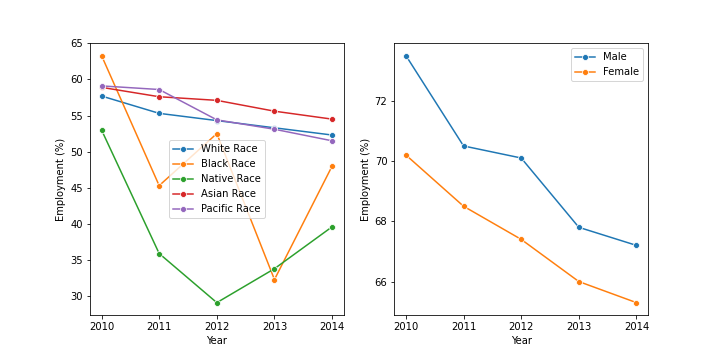 65
60
55
50
45
40
35
30
Employment (%)
2010 2011 2012 2013 2014
Year
White Race
Black Race
Native Race
Asian Race
Pacific Race
72
70
68
66
Employment (%)
2010 2011 2012 2013 2014
Year
Male
Female